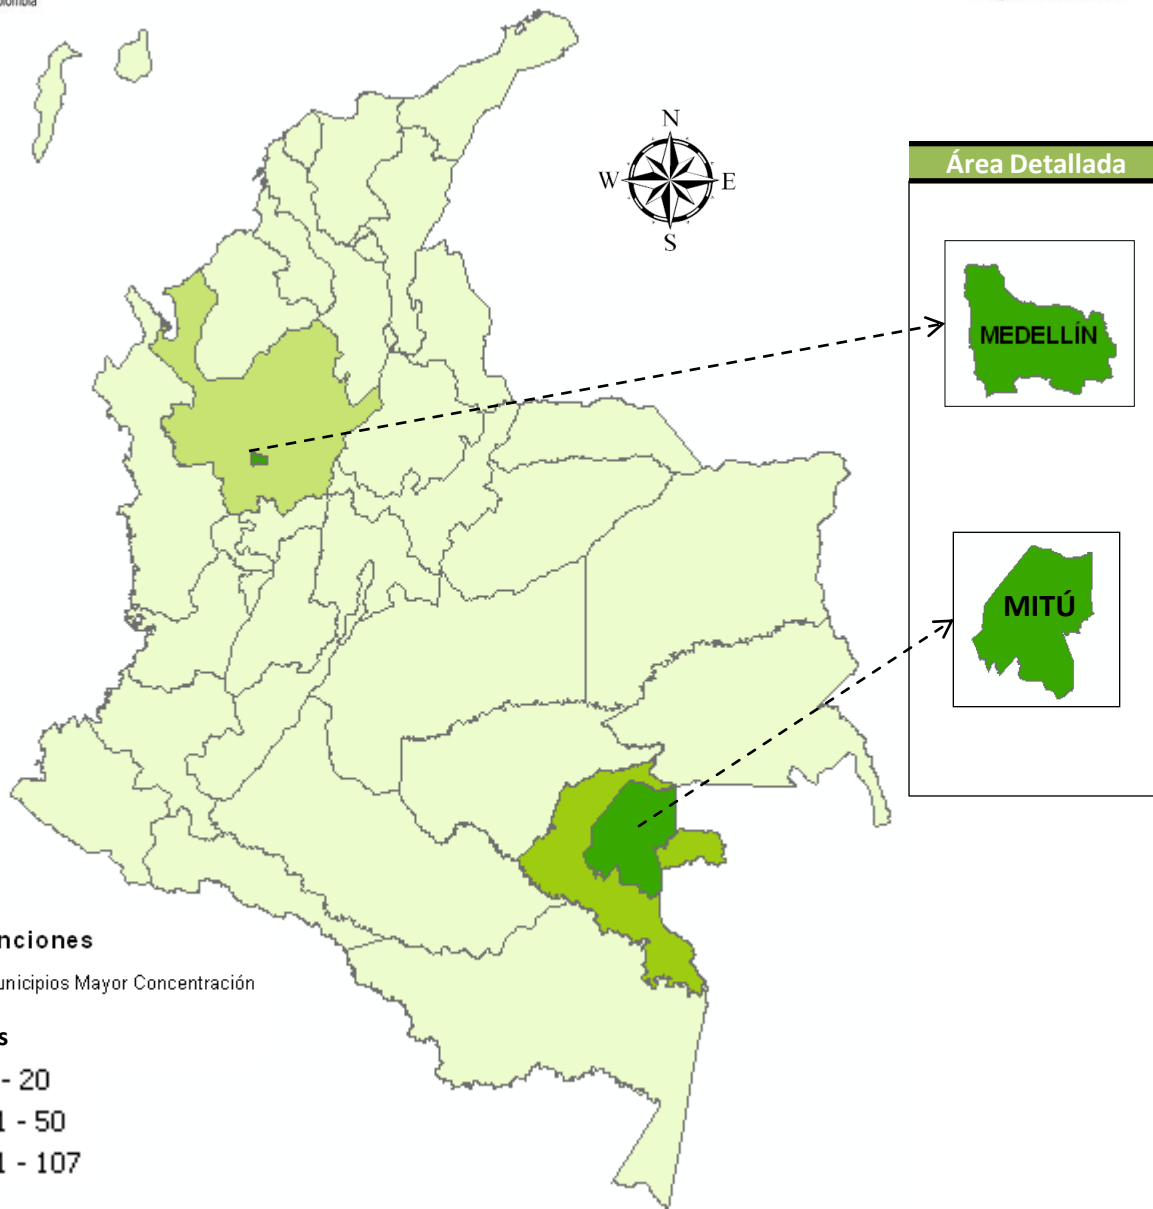 N
W E
S
Área Detallada
MEDELLÍN
MITÚ
nciones
unicipios Mayor Concentración
s
- 20
1 - 50
1 - 107